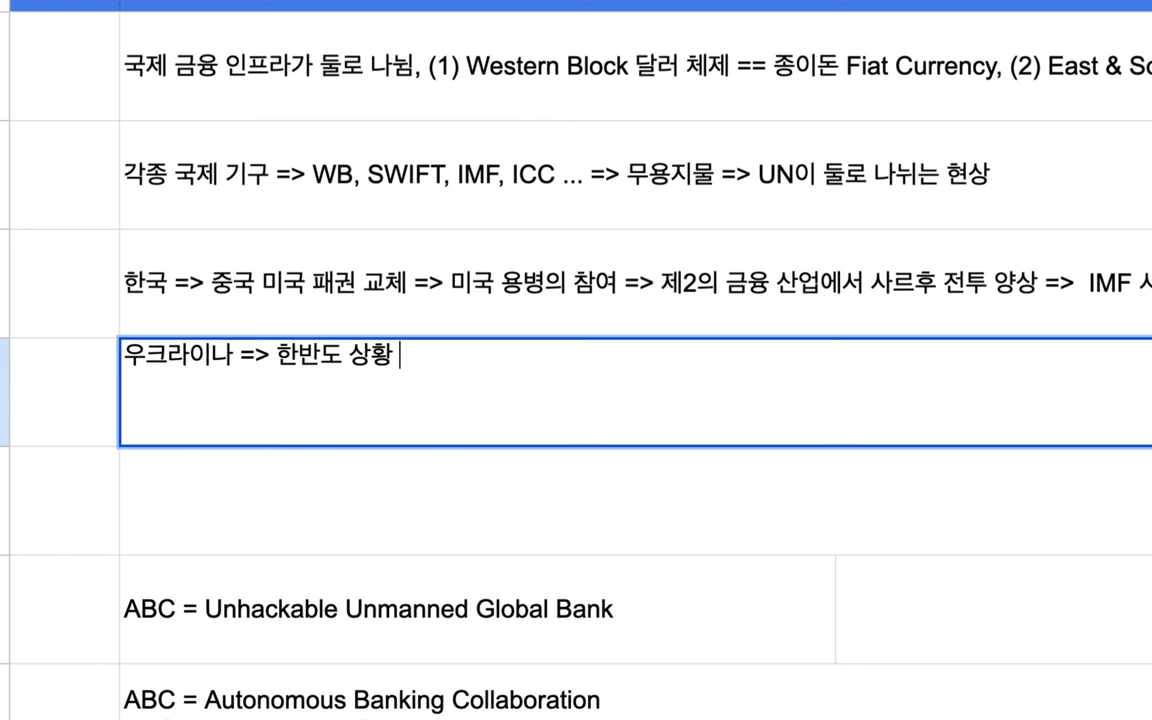 국제 금융 인프라가 둘로 나뉨, (1) Western Block 달러 체제 == 종이돈 Fiat Currency, (2) East &
각종 국제 기구 => WB, SWIFT, IMF, ICC ... => 무용지물 => UN이 둘로 나뉘는 현상
한국 => 중국 미국 패권 교체 => 미국 용병의 참여 => 제2의 금융 산업에서 사르후 전투 양상 => IMF
우크라이나 => 한반도 상황
ABC = Unhackable Unmanned Global Bank
ABC = Autonomous Banking Collaboration